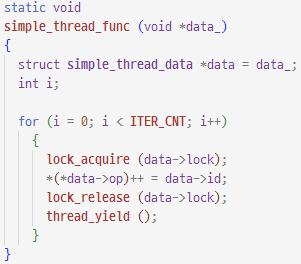 static void
simple_thread_func (void *data_)
{
  struct simple_thread_data *data = data_;
  int i;

  for (i = 0; i < ITER_CNT; i++)
    {
      lock_acquire (data->lock);
      *(*data->op)++ = data->id;
      lock_release (data->lock);
      thread_yield ();
    }
}